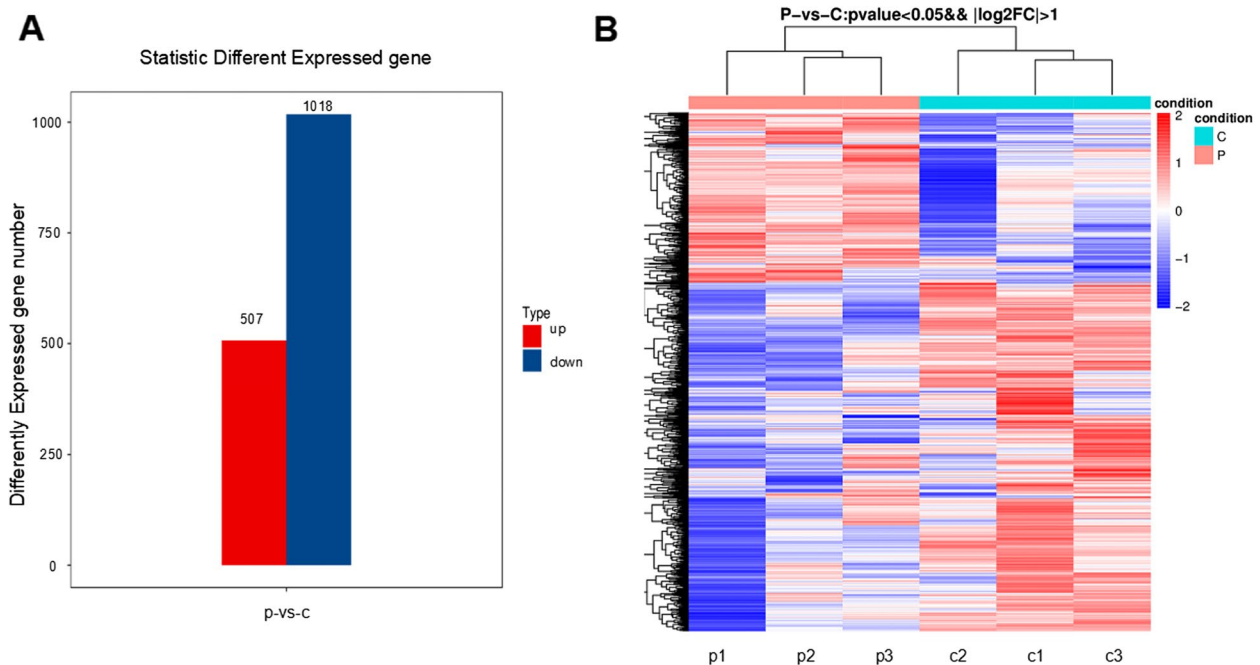 A
Statistic Different Expressed gene
Differently Expressed gene number
1000
750
500
250
0
1018
507
p-vs-c
Type
up
down
B
P-vs-C:pvalue<0.05&& |log2FC|>1
condition
2
1
0
-1
-2
condition
C
P
p1 p2 p3 c2 c1 c3